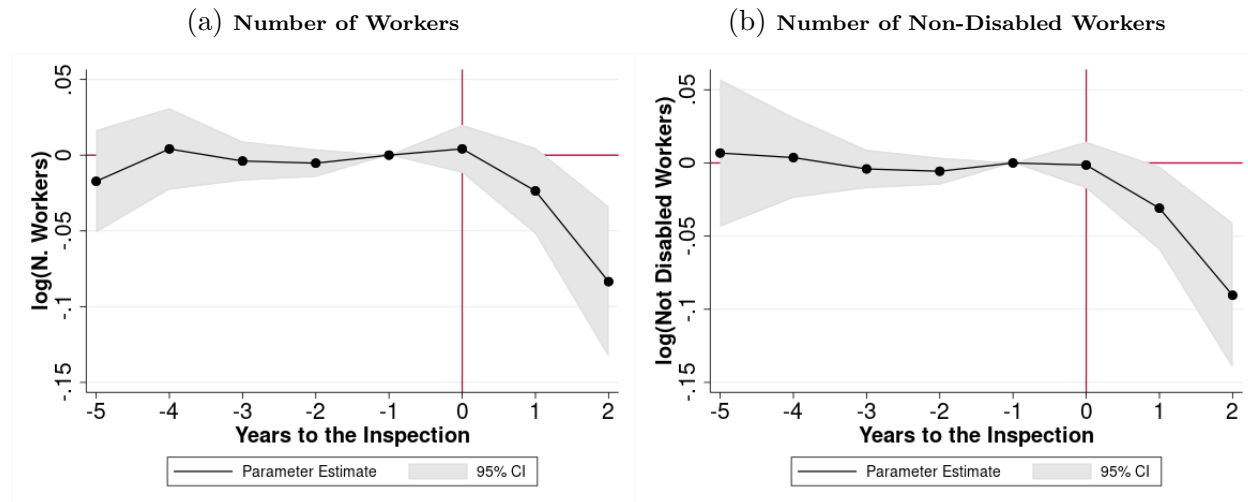 (a) Number of Workers
log(N. Workers)
.05
0
-.05
-.1
-.15
-5 -4 -3 -2 -1 0 1 2
Years to the Inspection
Parameter Estimate 95% CI
(b) Number of Non-Disabled Workers
log(Not Disabled Workers)
.05
0
-.05
-.1
-.15
-5 -4 -3 -2 -1 0 1 2
Years to the Inspection
Parameter Estimate 95% CI